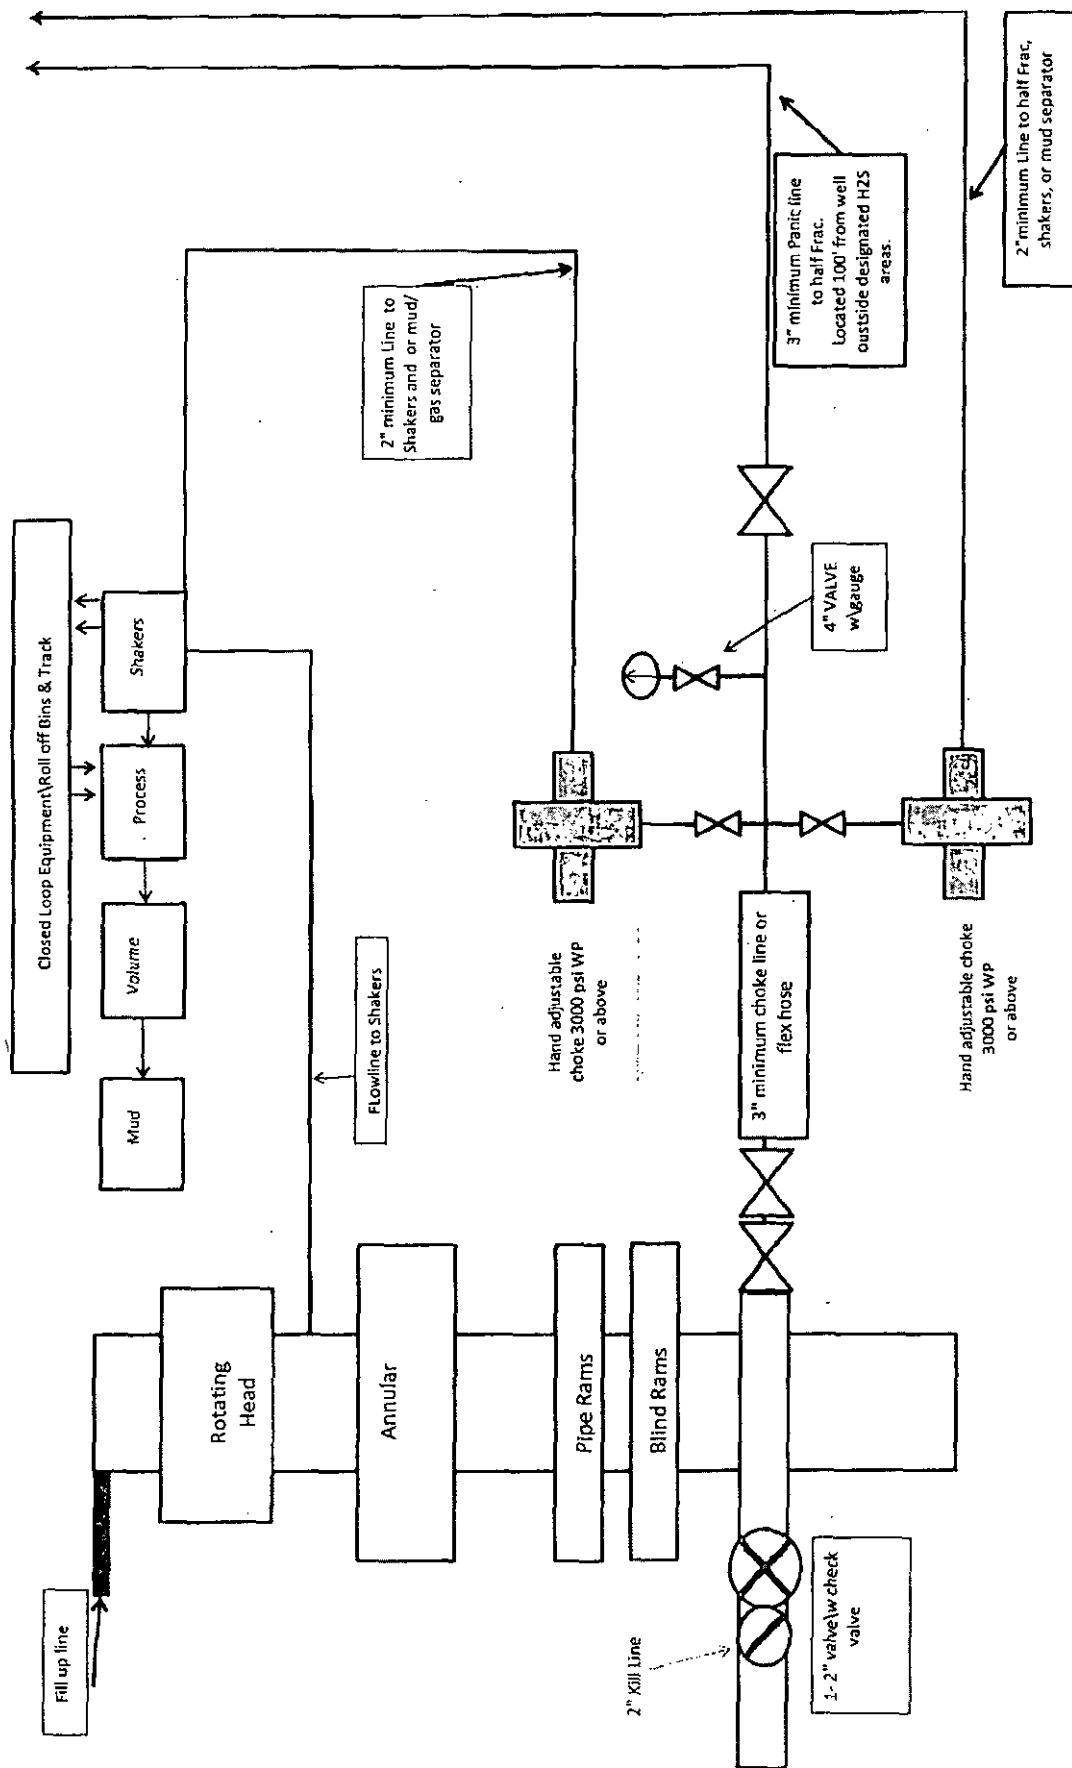 Closed Loop Equipment\Roll off Bins & Track
Mud
Volume
Process
Shakers
Fill up line
Rotating
Head
FLowline to Shakers
2" minimum Line to
Shakers and or mud/
gas separator
Annular
Pipe Rams
Blind Rams
Hand adjustable
choke 3000 psi WP
or above
4" VALVE
w\gauge
3" minimum Panic line
to half Frac.
Located 100' from well
oustside designated H2S
areas.
2" Kill Line
3" minimum choke line or
flex hose
1- 2" valve\w check
valve
Hand adjustable choke
3000 psi WP
or above
2" minimum Line to half Frac,
shakers, or mud separator